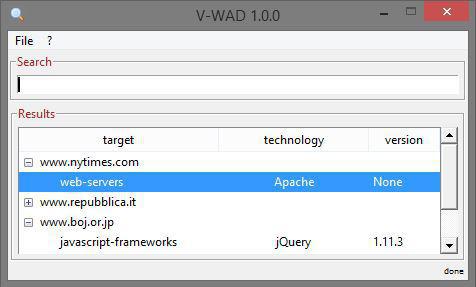 V-WAD 1.0.0
File ?
Search
Results
target technology version
www.nytimes.com
web-servers Apache None
www.repubblica.it
www.boj.or.jp
javascript-frameworks jQuery 1.11.3
done